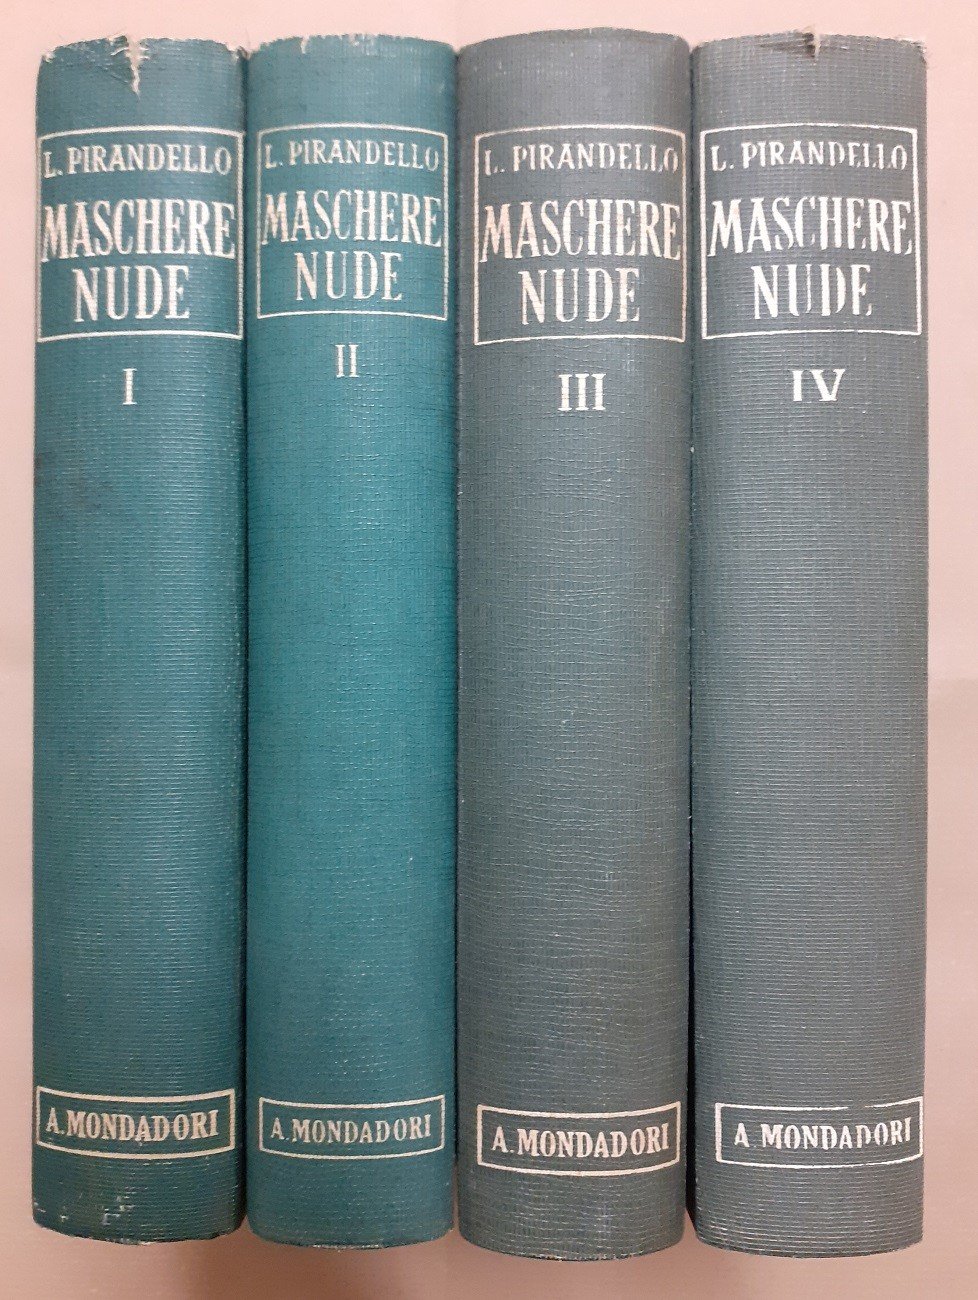 L. PIRANDELLO
MASCHERE
NUDE
I
A. MONDADORI
L. PIRANDELLO
MASCHERE
NUDE
II
A. MONDADORI
L. PIRANDELLO
MASCHERE
NUDE
III
A. MONDADORI
L. PIRANDELLO
MASCHERE
NUDE
IV
A MONDADORI